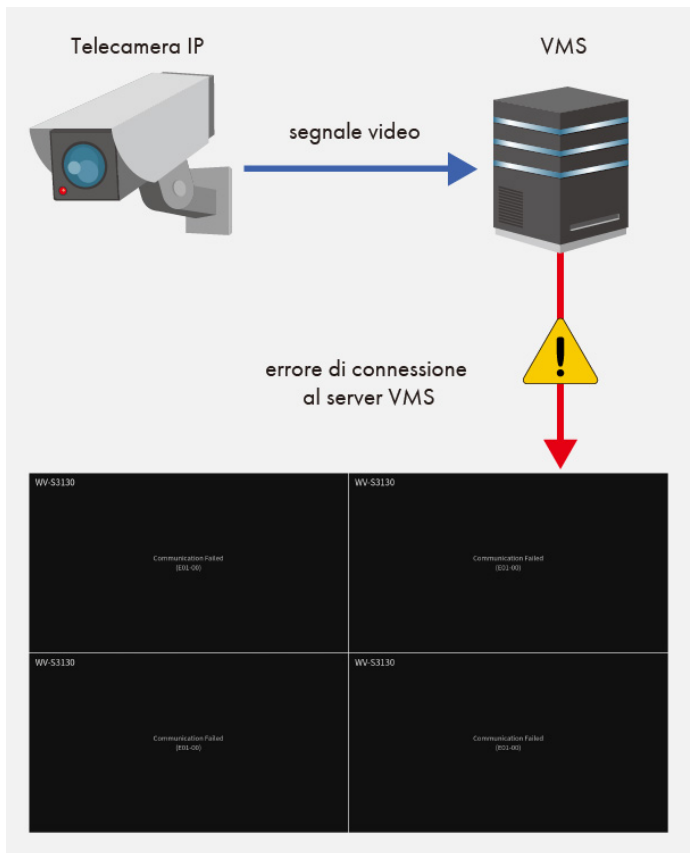 Telecamera IP
VMS
segnale video
errore di connessione
al server VMS
WV-S3130
Communication Failed
(E01-00)
WV-S3130
Communication Failed
(E01-00)
WV-S3130
Communication Failed
(E01-00)
WV-S3130
Communication Failed
(E01-00)